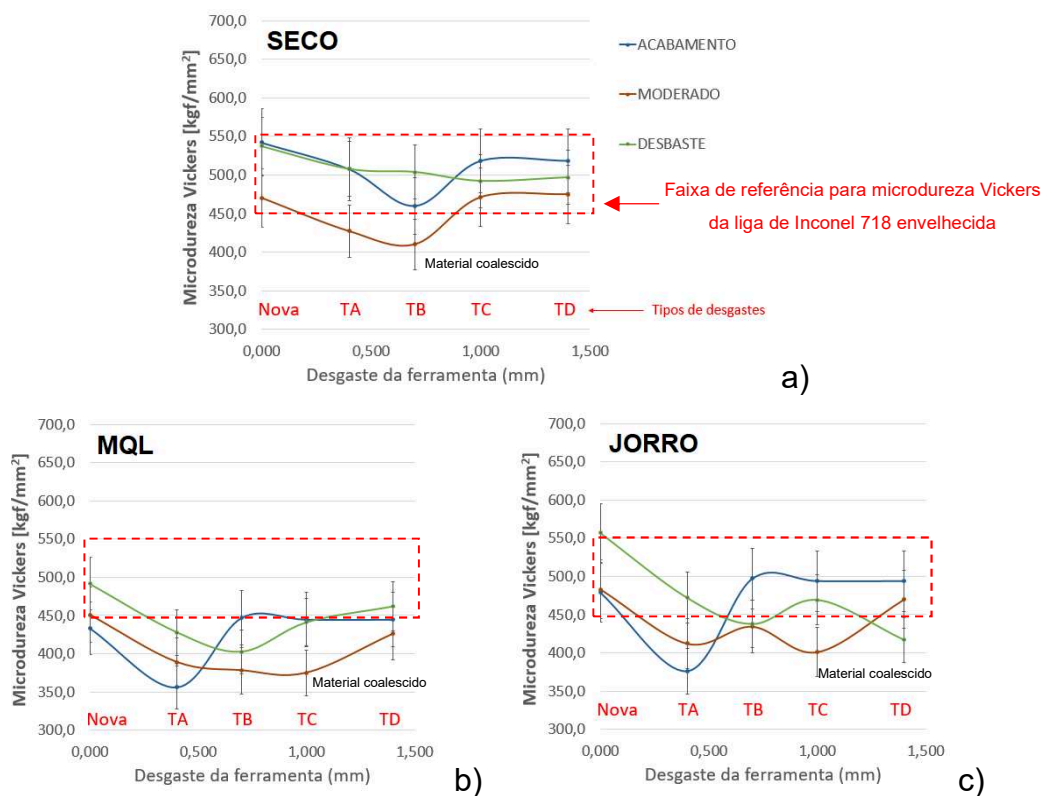 SECO
Microdureza Vickers [kgf/mm²]
700,0
650,0
600,0
550,0
500,0
450,0
400,0
350,0
300,0
ACABAMENTO
MODERADO
DESBASTE
Faixa de referência para microdureza Vickers
da liga de Inconel 718 envelhecida
Material coalescido
Nova TA TB TC TD
Tipos de desgastes
0,000 0,500 1,000 1,500
Desgaste da ferramenta (mm)
a)
MQL
Microdureza Vickers [kgf/mm²]
700,0
650,0
600,0
550,0
500,0
450,0
400,0
350,0
300,0
Material coalescido
Nova TA TB TC TD
0,000 0,500 1,000 1,500
Desgaste da ferramenta (mm)
b)
JORRO
Microdureza Vickers [kgf/mm²]
700,0
650,0
600,0
550,0
500,0
450,0
400,0
350,0
300,0
Material coalescido
Nova TA TB TC TD
0,000 0,500 1,000 1,500
Desgaste da ferramenta (mm)
c)